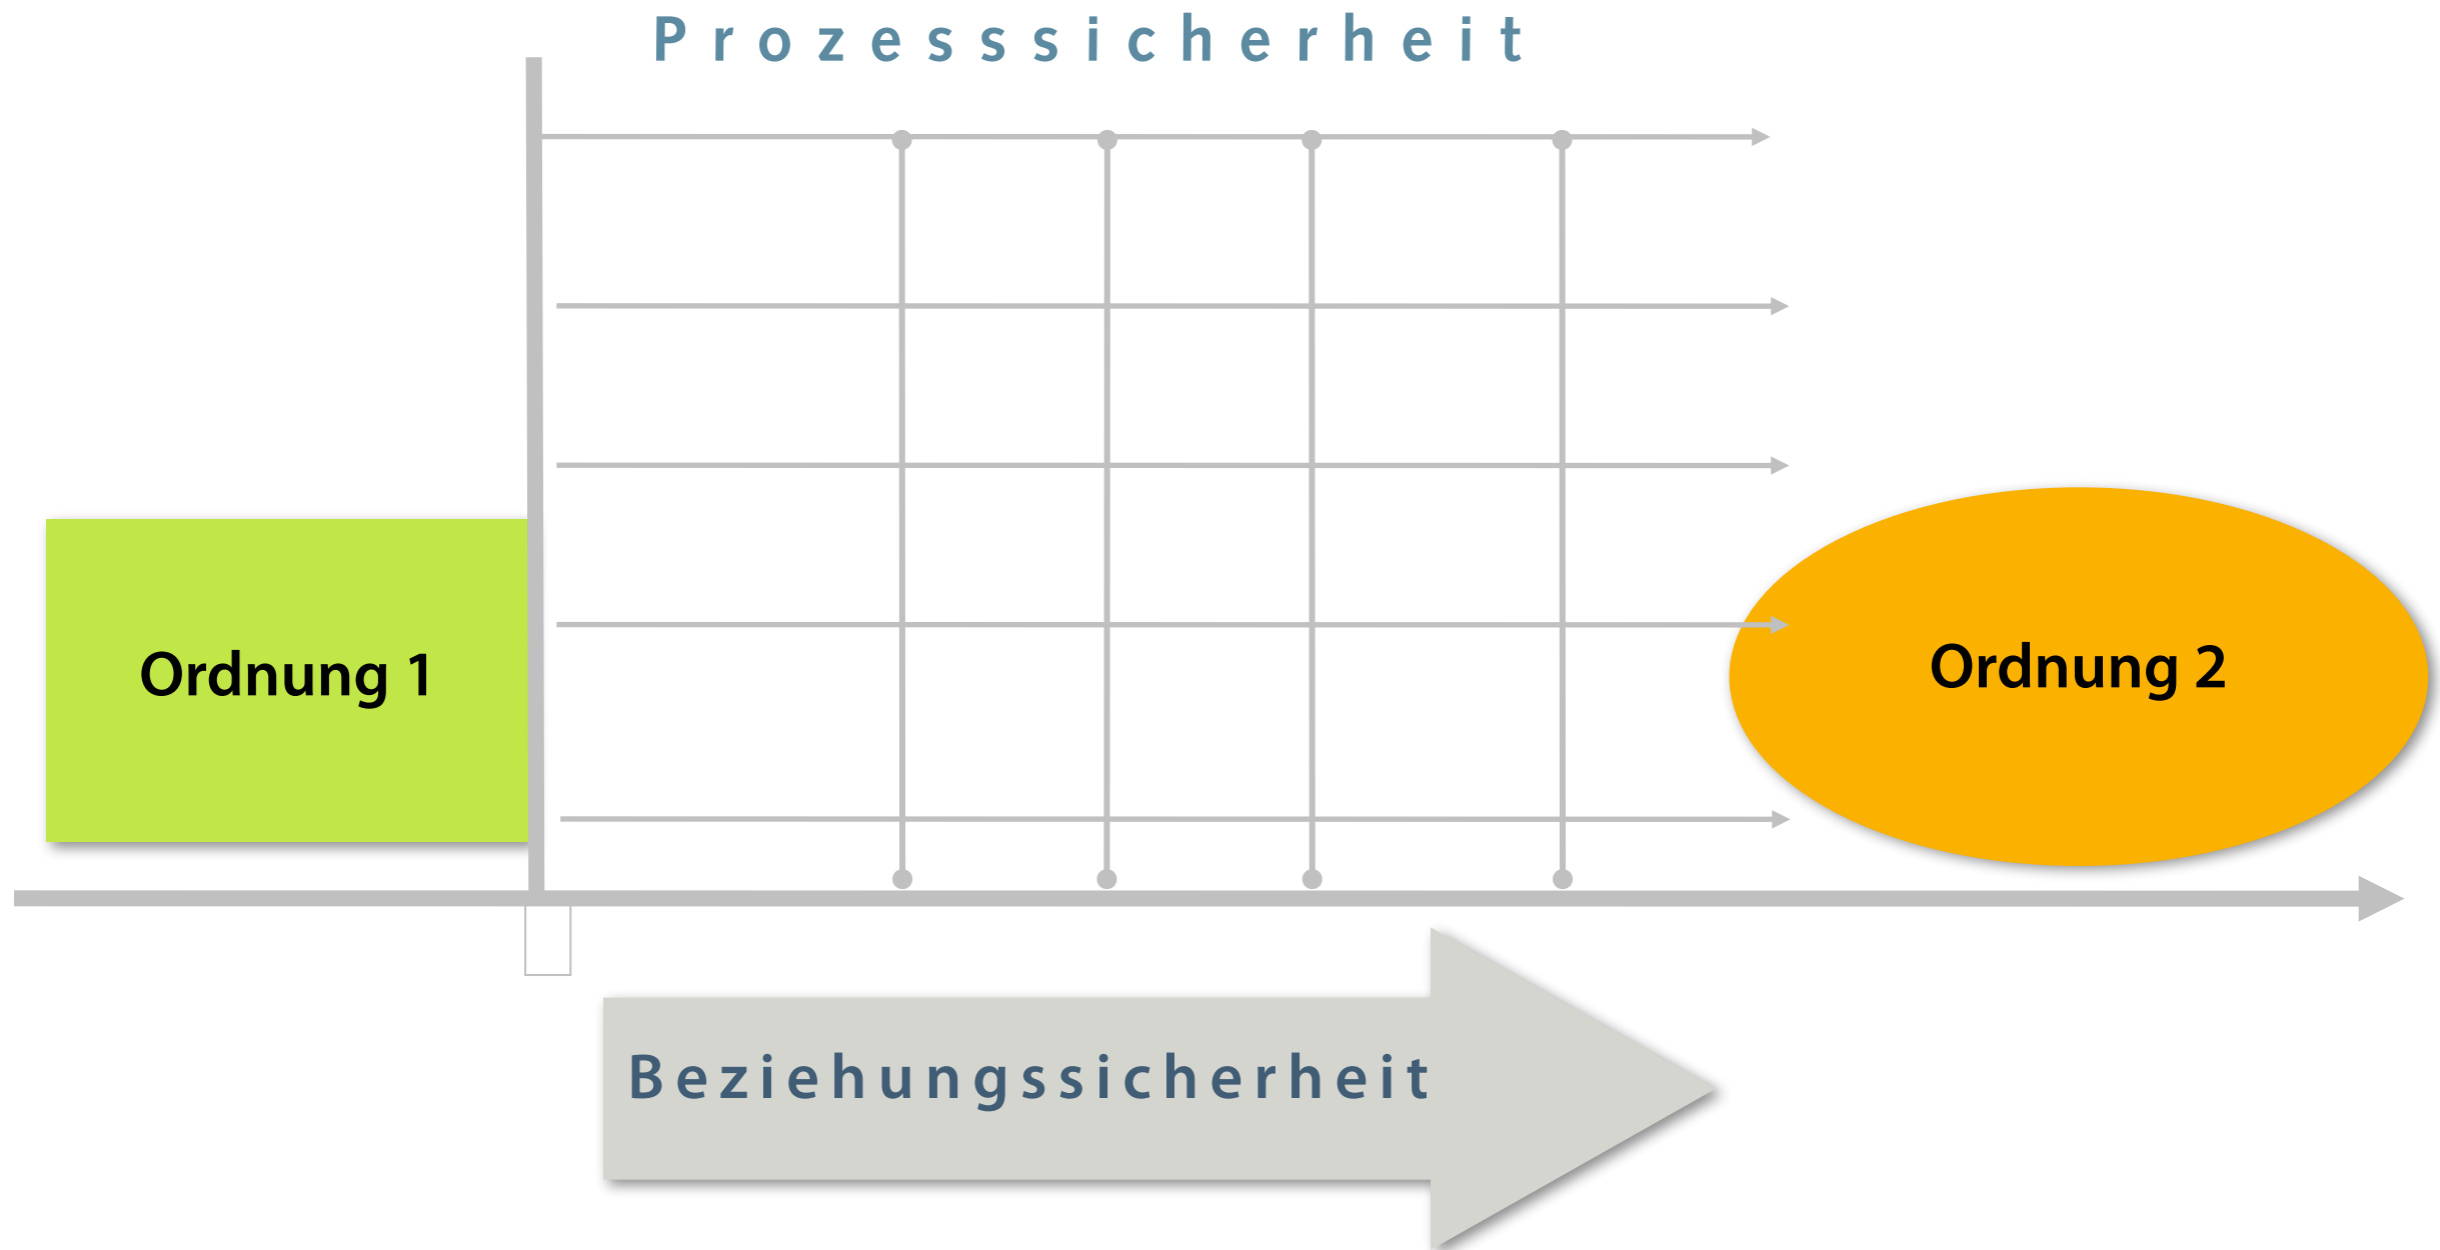 Prozesssicherheit
Ordnung 1
Ordnung 2
Beziehungssicherheit